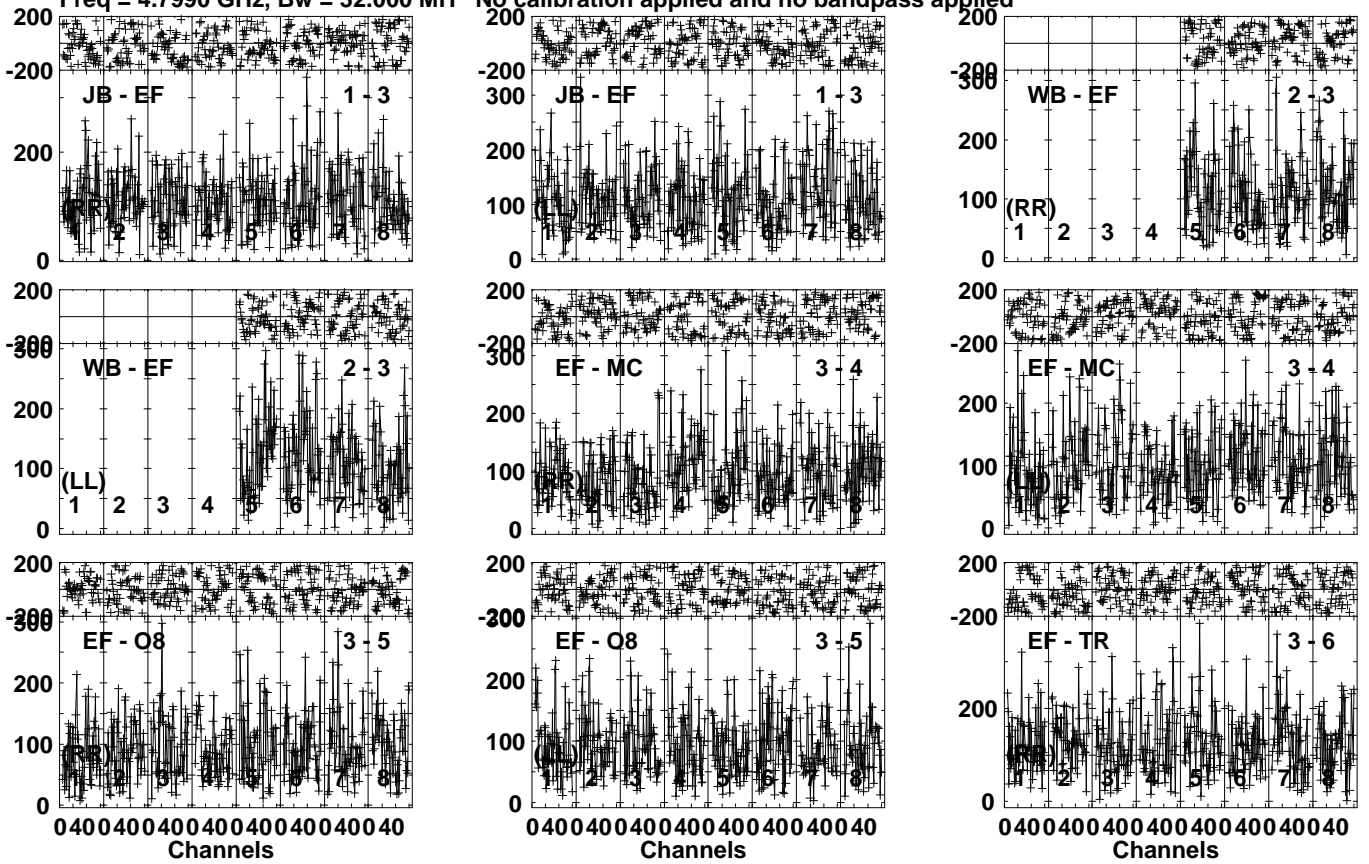 Freq = 4.7990 GHz, Bw = 32.000 MH No calibration applied and no bandpass applied
200 200 200
-200 -200 -200
JB - EF 1 - 3 JB - EF 1 - 3 WB - EF 2 - 3
300 300
200 200 200
100 100
(RR) (LL) (RR)
1 2 3 4 5 6 7 8 1 2 3 4 5 6 7 8 1 2 3 4 5 6 7 8
0 0 0
200 200 200
-200 -200 -200
300 300
WB - EF 2 - 3 EF - MC 3 - 4 EF - MC 3 - 4
200 200 200
100 100 100
(LL) (RR) (LL)
1 2 3 4 5 6 7 8 1 2 3 4 5 6 7 8 1 2 3 4 5 6 7 8
0 0 0
200 200 200
-200 -200 -200
300 300
EF - O8 3 - 5 EF - O8 3 - 5 EF - TR 3 - 6
200 200 200
100 100
(RR) (LL) (RR)
1 2 3 4 5 6 7 8 1 2 3 4 5 6 7 8 1 2 3 4 5 6 7 8
0 0 0
0 40 0 40 0 40 0 40 0 40 0 40 0 40 0 40 0 40 0 40 0 40 0 40 0 40 0 40 0 40 0 40 0 40 0 40 0 40 0 40 0 40 0 40 0 40 0 40
Channels Channels Channels